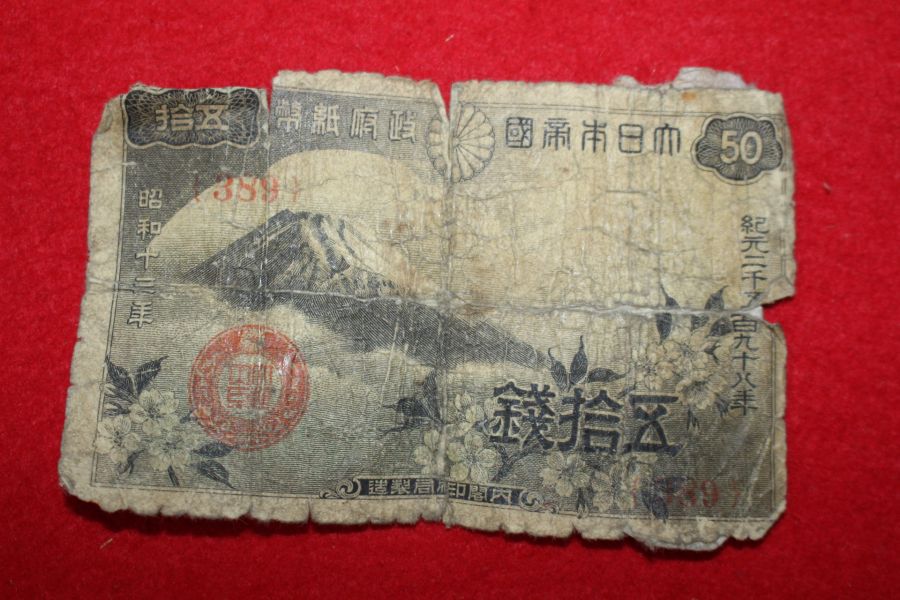 大日本帝國
政府紙幣
五拾
50
{389}
紀元二千五百九十八年
昭和十三年
五拾錢
{389}
内閣印刷局製造